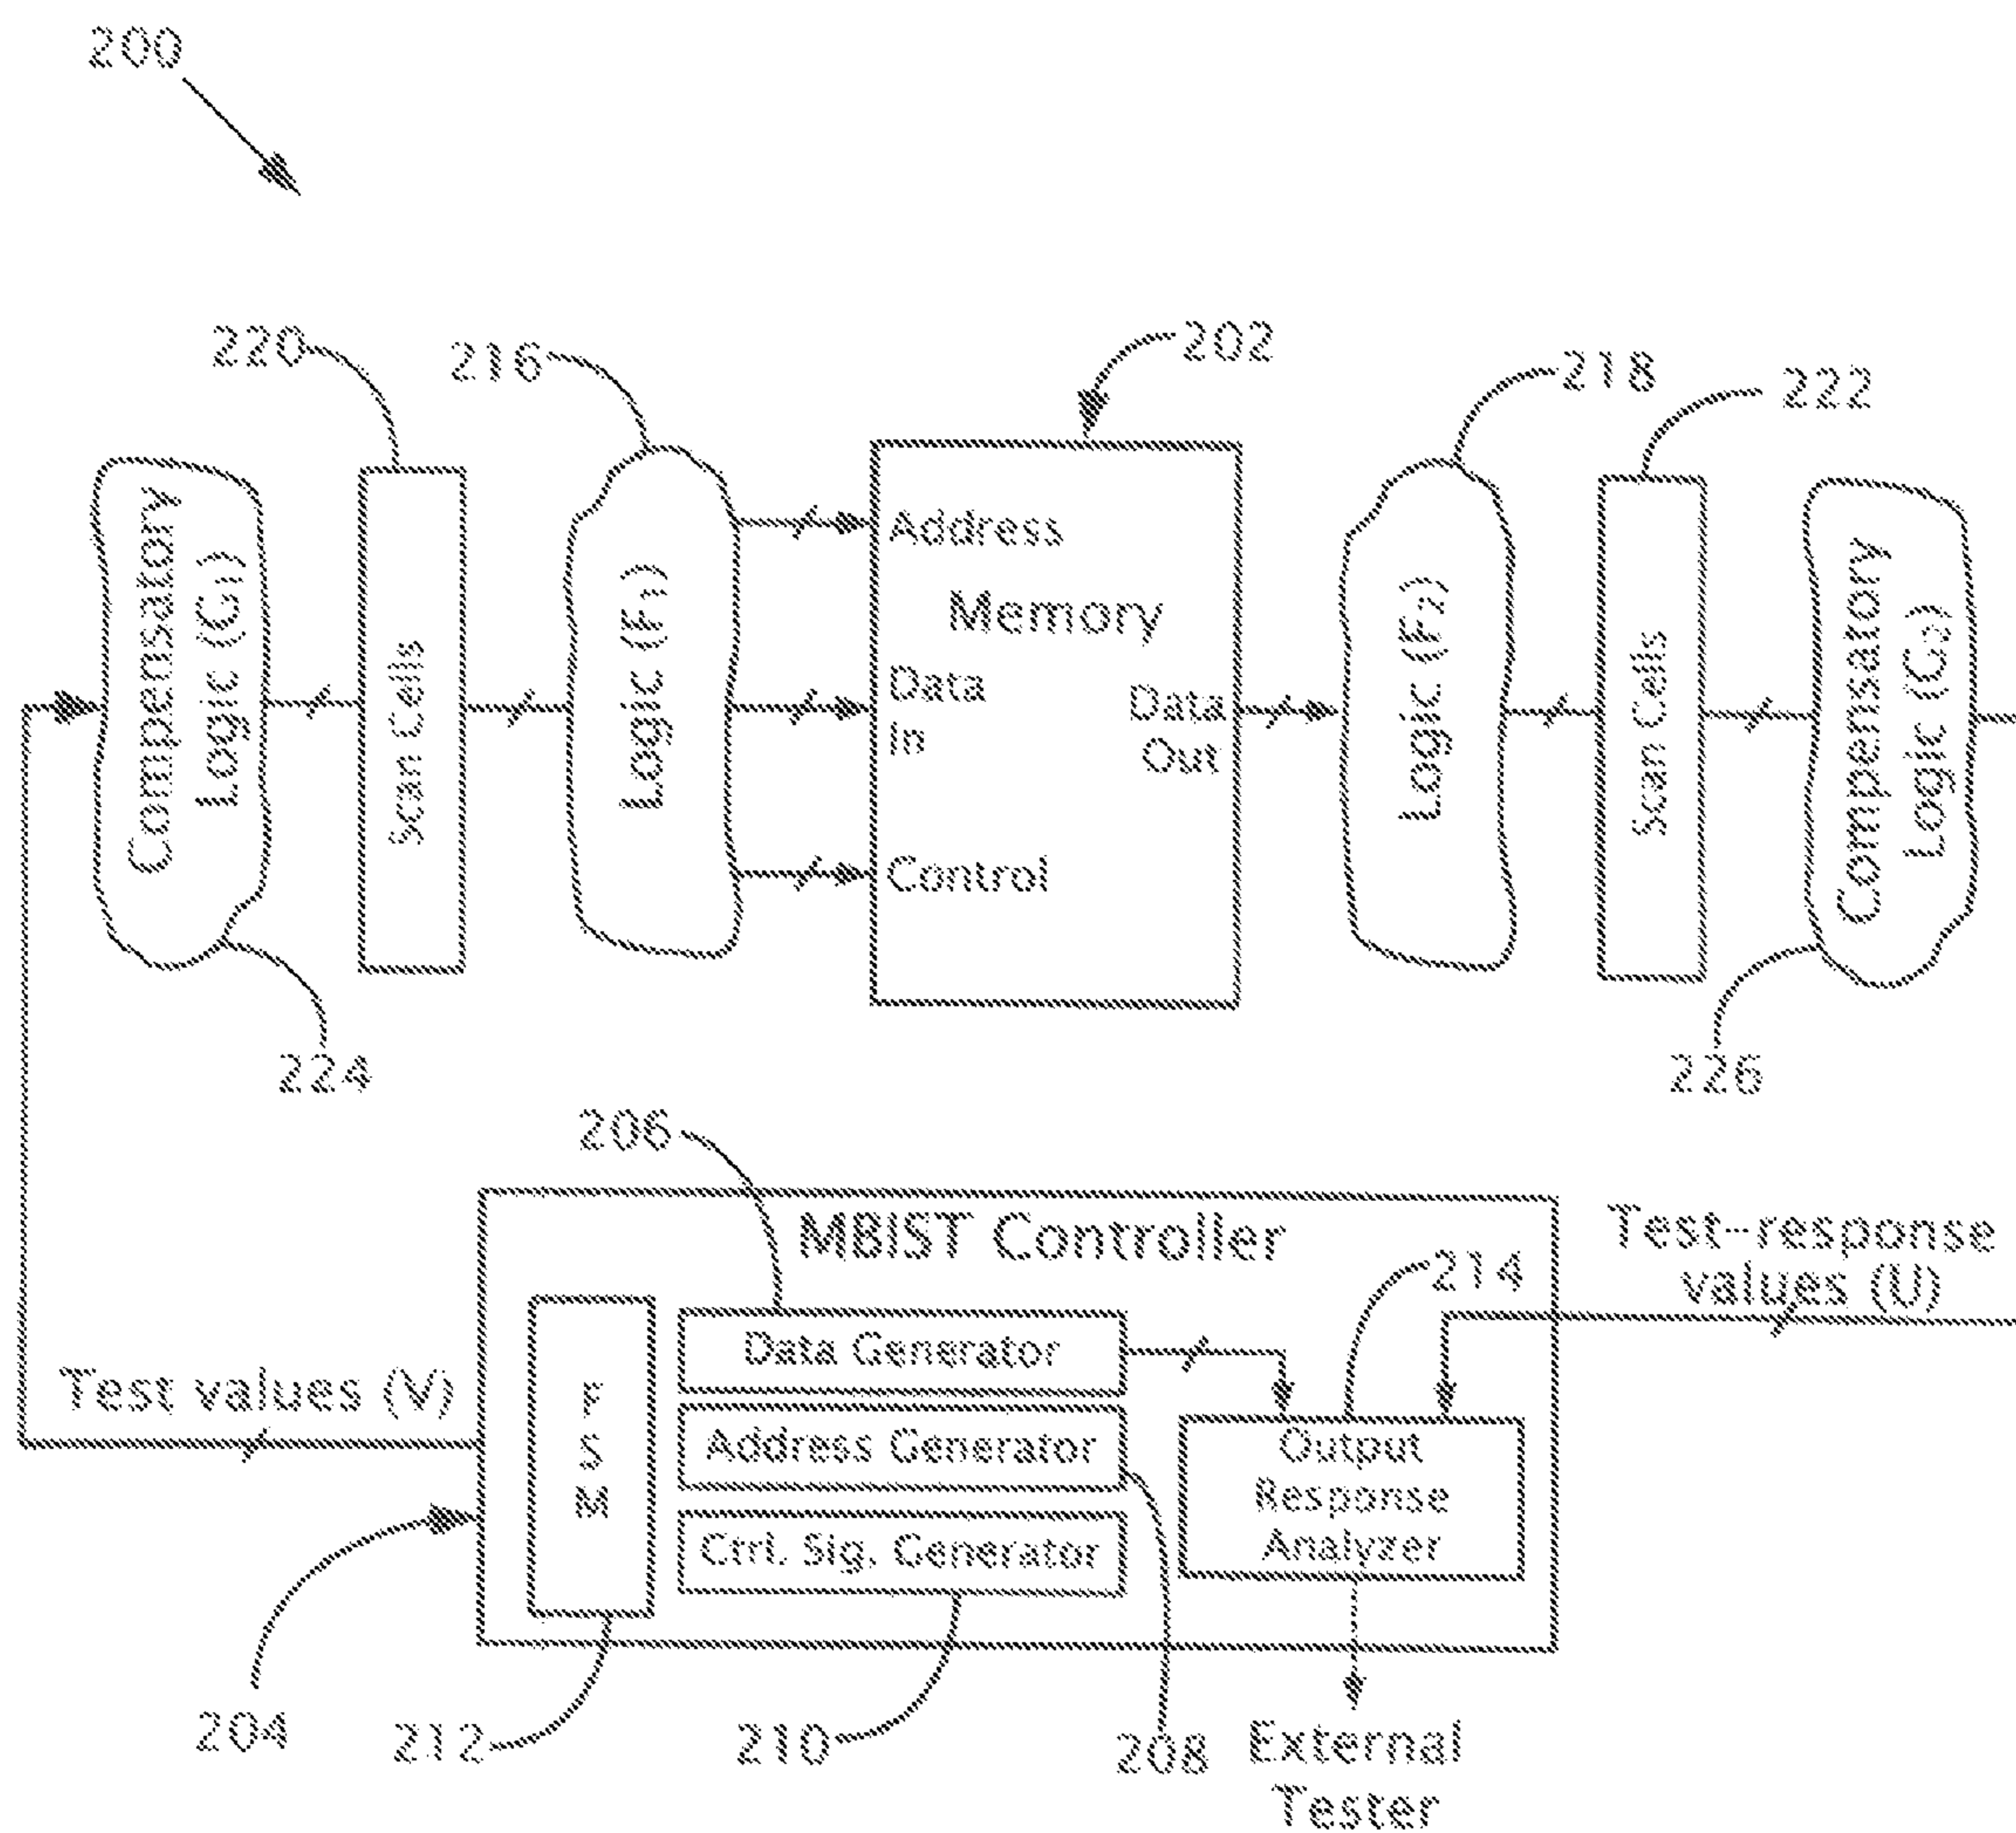 200
220
216
202
218
222
Compensatory
Logic (G₁)
Scan Cells
Logic (F₁)
Address
Memory
Data
In
Data
Out
Control
Logic (F₂)
Scan Cells
Compensatory
Logic (G₂)
224
226
206
MBIST Controller
214
Test-response
values (U)
Test values (V)
F
S
M
Data Generator
Address Generator
Ctrl. Sig. Generator
Output
Response
Analyzer
204
212
210
208
External
Tester